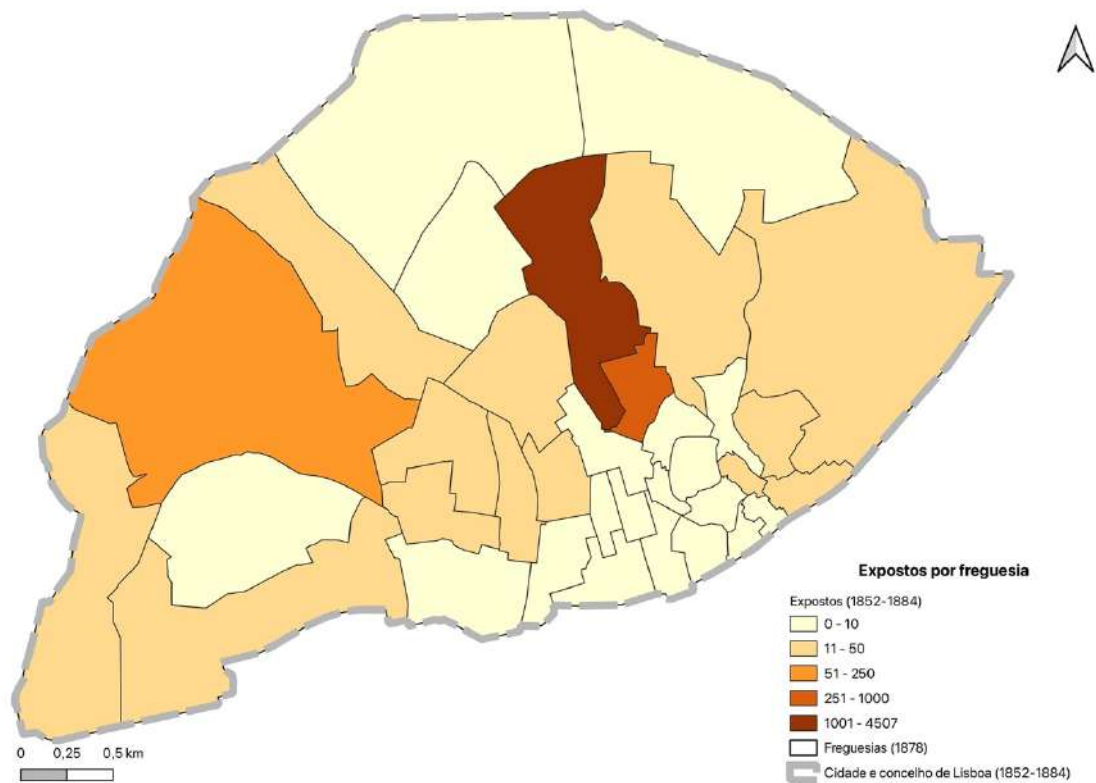 0 0,25 0,5 km
Expostos por freguesia
Expostos (1852-1884)
0 - 10
11 - 50
51 - 250
251 - 1000
1001 - 4507
Freguesias (1878)
Cidade e concelho de Lisboa (1852-1884)